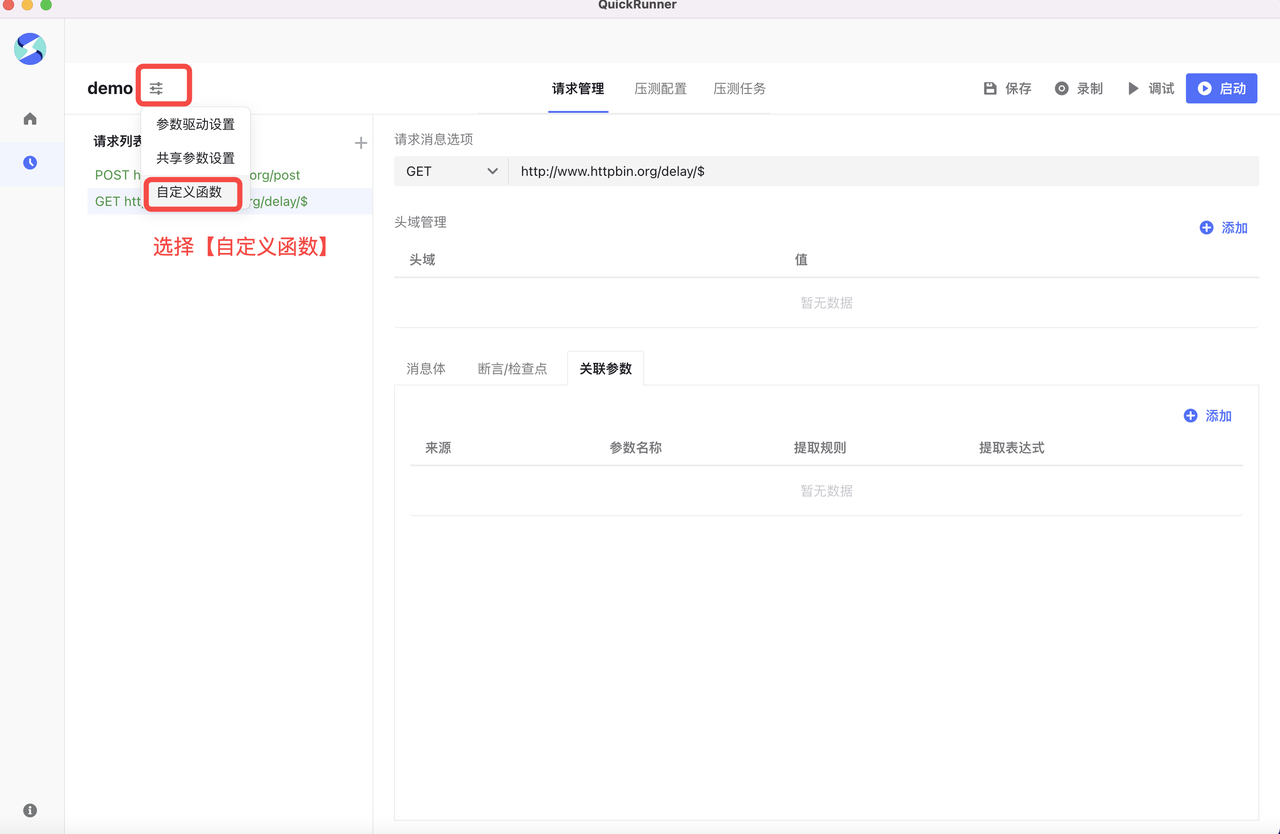 QuickRunner
demo
请求管理
压测配置
压测任务
保存
录制
调试
启动
参数驱动设置
共享参数设置
自定义函数
请求列表
POST h
org/post
GET htt
rg/delay/$
选择【自定义函数】
请求消息选项
GET
http://www.httpbin.org/delay/$
头域管理
添加
头域
值
暂无数据
消息体
断言/检查点
关联参数
添加
来源
参数名称
提取规则
提取表达式
暂无数据